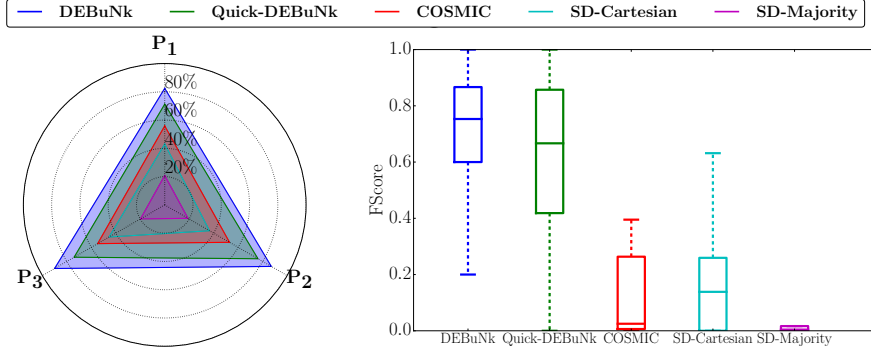 DEBuNk Quick-DEBuNk COSMIC SD-Cartesian SD-Majority
P1
80%
60%
40%
20%
P3 P2
1.0
0.8
0.6
0.4
0.2
0.0
FScore
DEBuNk Quick-DEBuNk COSMIC SD-Cartesian SD-Majority